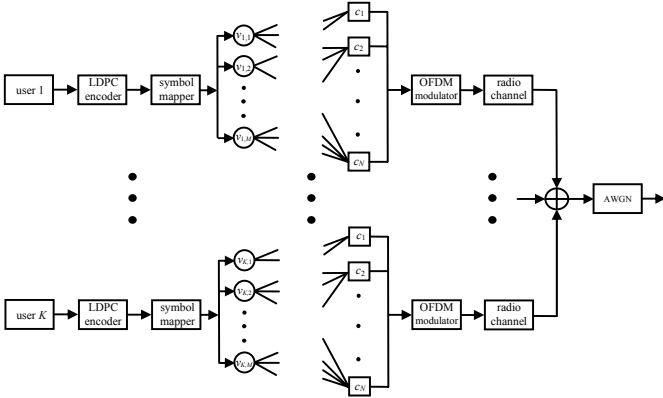 user 1
LDPC
encoder
symbol
mapper
v1,1
v1,2
v1,M
c1
c2
cN
OFDM
modulator
radio
channel
AWGN
user K
LDPC
encoder
symbol
mapper
vK,1
vK,2
vK,M
c1
c2
cN
OFDM
modulator
radio
channel